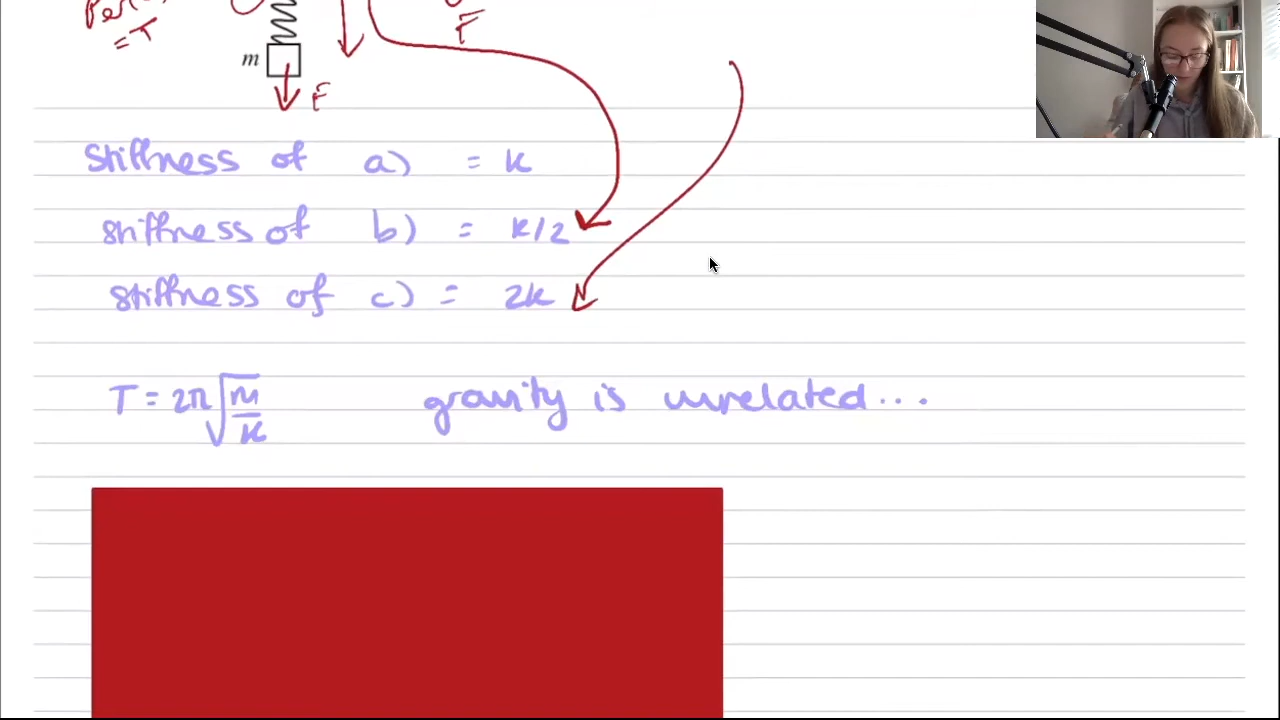 = T
F
m
F
stiffness of a) = k
stiffness of b) = k/2
stiffness of c) = 2k
T = 2π√m/k gravity is unrelated...